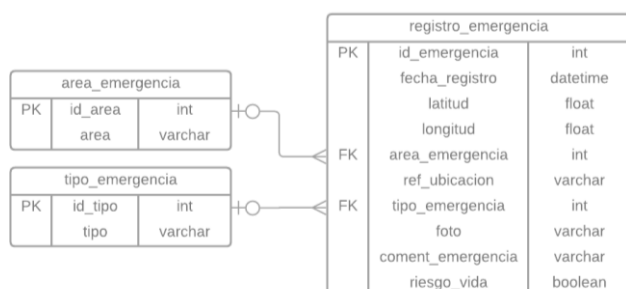 area_emergencia
PK id_area int
area varchar
tipo_emergencia
PK id_tipo int
tipo varchar
registro_emergencia
PK id_emergencia int
fecha_registro datetime
latitud float
longitud float
FK area_emergencia int
ref_ubicacion varchar
FK tipo_emergencia int
foto varchar
coment_emergencia varchar
riesgo_vida boolean